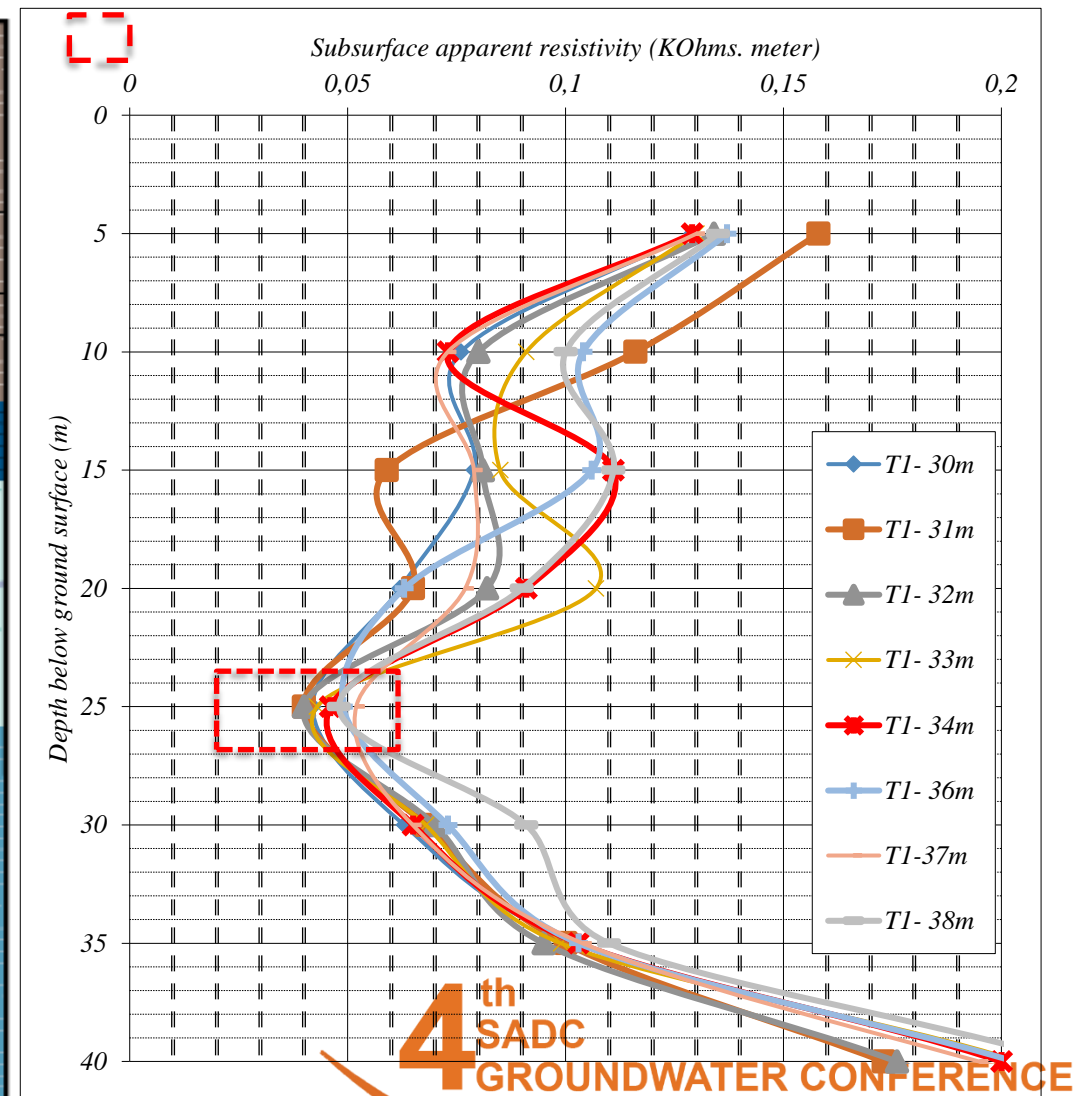 Subsurface apparent resistivity (KOhms. meter)
0 0,05 0,1 0,15 0,2
0
5
10
15
20
25
30
35
40
Depth below ground surface (m)
T1- 30m
T1- 31m
T1- 32m
T1- 33m
T1- 34m
T1- 36m
T1-37m
T1- 38m
4th
SADC
GROUNDWATER CONFERENCE